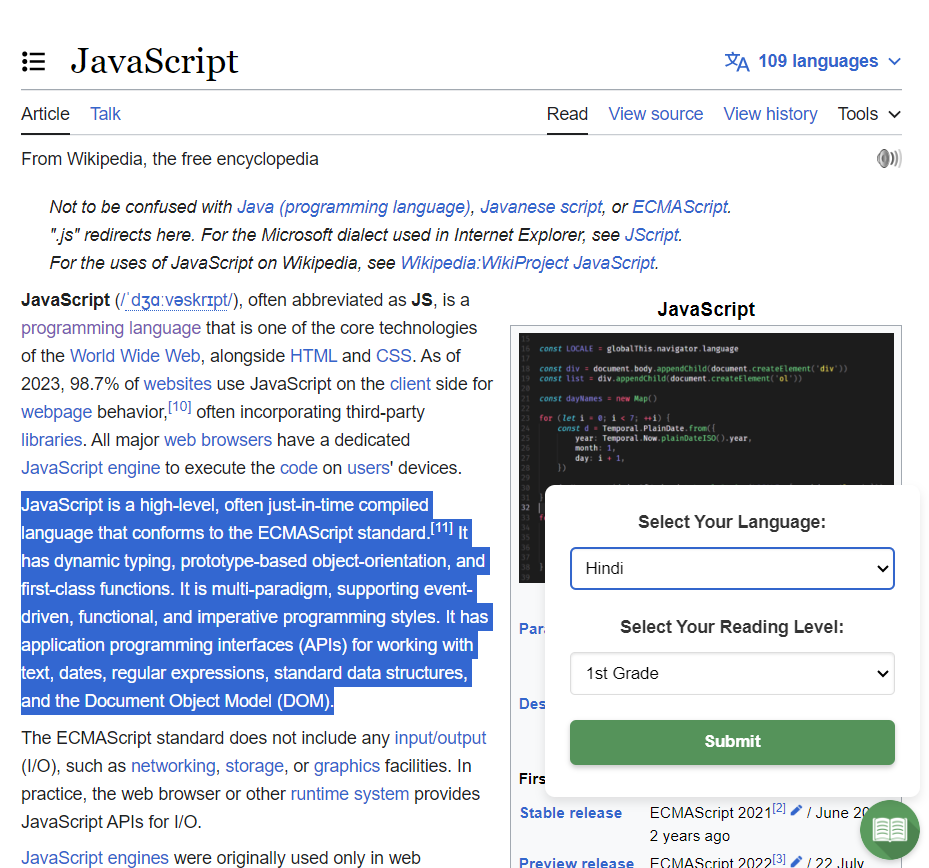 JavaScript
109 languages
Article Talk Read View source View history Tools
From Wikipedia, the free encyclopedia
Not to be confused with Java (programming language), Javanese script, or ECMAScript.
".js" redirects here. For the Microsoft dialect used in Internet Explorer, see JScript.
For the uses of JavaScript on Wikipedia, see Wikipedia:WikiProject JavaScript.
JavaScript (/ˈdʒɑːvəskrɪpt/), often abbreviated as JS, is a
programming language that is one of the core technologies
of the World Wide Web, alongside HTML and CSS. As of
2023, 98.7% of websites use JavaScript on the client side for
webpage behavior,[10] often incorporating third-party
libraries. All major web browsers have a dedicated
JavaScript engine to execute the code on users' devices.
JavaScript is a high-level, often just-in-time compiled
language that conforms to the ECMAScript standard.[11] It
has dynamic typing, prototype-based object-orientation, and
first-class functions. It is multi-paradigm, supporting event-
driven, functional, and imperative programming styles. It has
application programming interfaces (APIs) for working with
text, dates, regular expressions, standard data structures,
and the Document Object Model (DOM).
The ECMAScript standard does not include any input/output
(I/O), such as networking, storage, or graphics facilities. In
practice, the web browser or other runtime system provides
JavaScript APIs for I/O.
JavaScript engines were originally used only in web
JavaScript
const LOCALE = globalThis.navigator.language
const div = document.body.appendChild(document.createElement('div'))
const list = div.appendChild(document.createElement('ol'))
const dayNames = new Map()
for (let i = 0; i < 7; ++i) {
const d = Temporal.PlainDate.from({
year: Temporal.Now.plainDateISO().year,
month: 1,
day: i + 1,
})
Select Your Language:
Hindi
Select Your Reading Level:
1st Grade
Submit
Par
Des
Firs
Stable release ECMAScript 2021[2] / June 20
2 years ago
Preview release ECMAScript 2022[3] / 22 July